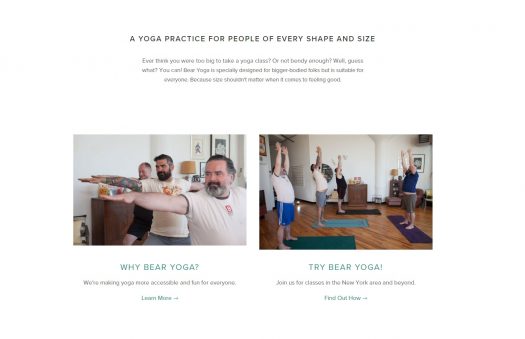 A YOGA PRACTICE FOR PEOPLE OF EVERY SHAPE AND SIZE
Ever think you were too big to take a yoga class? Or not bendy enough? Well, guess
what? You can! Bear Yoga is specially designed for bigger-bodied folks but is suitable for
everyone. Because size shouldn't matter when it comes to feeling good.
WHY BEAR YOGA?
We're making yoga more accessible and fun for everyone.
Learn More →
TRY BEAR YOGA!
Join us for classes in the New York area and beyond.
Find Out How →